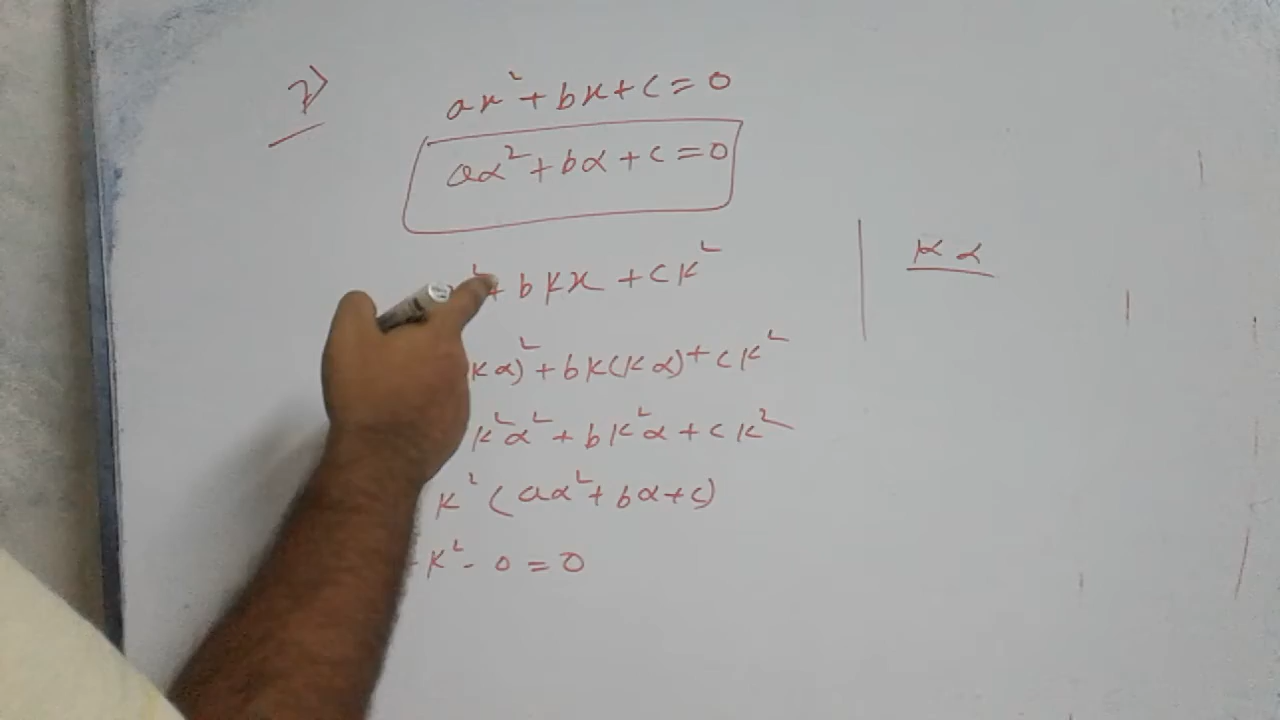 2)
ax² + bx + c = 0
aα² + bα + c = 0
² + bkx + ck²
kα
kα)² + bk(kα) + ck²
k²α² + bk²α + ck²
k² (aα² + bα + c)
k² - 0 = 0